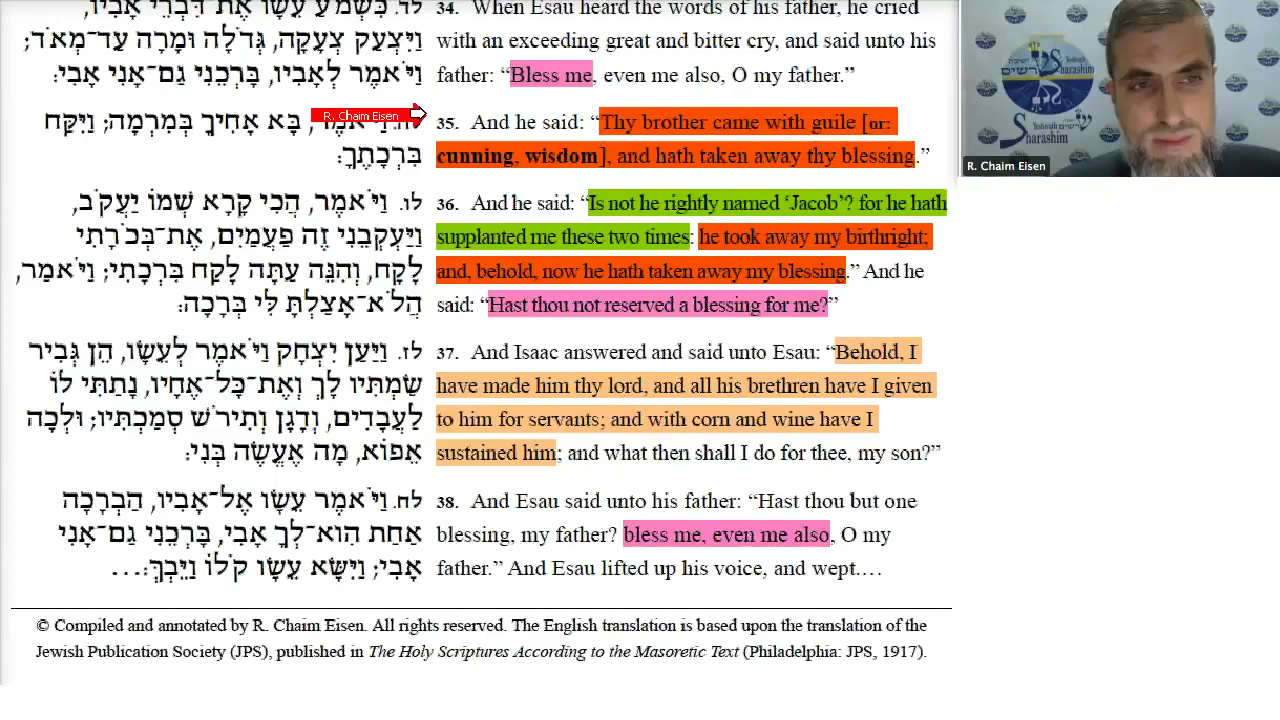 לד. כִּשְׁמֹעַ עֵשָׂו אֶת־דִּבְרֵי אָבִיו,
וַיִּצְעַק צְעָקָה, גְּדֹלָה וּמָרָה עַד־מְאֹד;
וַיֹּאמֶר לְאָבִיו, בָּרְכֵנִי גַם־אָנִי אָבִי:
34. When Esau heard the words of his father, he cried
with an exceeding great and bitter cry, and said unto his
father: “Bless me, even me also, O my father.”
וַיֹּאמֶר, בָּא אָחִיךָ בְּמִרְמָה; וַיִּקַּח
בִּרְכָתֶךָ:
R. Chaim Eisen
35. And he said: “Thy brother came with guile [or:
cunning, wisdom], and hath taken away thy blessing.”
לו. וַיֹּאמֶר, הֲכִי קָרָא שְׁמוֹ יַעֲקֹב,
וַיַּעְקְבֵנִי זֶה פַעֲמַיִם, אֶת־בְּכֹרָתִי
לָקָח, וְהִנֵּה עַתָּה לָקַח בִּרְכָתִי; וַיֹּאמַר,
הֲלֹא־אָצַלְתָּ לִּי בְּרָכָה:
36. And he said: “Is not he rightly named ‘Jacob’? for he hath
supplanted me these two times: he took away my birthright;
and, behold, now he hath taken away my blessing.” And he
said: “Hast thou not reserved a blessing for me?”
לז. וַיַּעַן יִצְחָק וַיֹּאמֶר לְעֵשָׂו, הֵן גְּבִיר
שַׂמְתִּיו לָךְ וְאֶת־כָּל־אֶחָיו, נָתַתִּי לוֹ
לַעֲבָדִים, וְדָגָן וְתִירֹשׁ סְמַכְתִּיו; וּלְכָה
אֵפוֹא, מָה אֶעֱשֶׂה בְּנִי:
37. And Isaac answered and said unto Esau: “Behold, I
have made him thy lord, and all his brethren have I given
to him for servants; and with corn and wine have I
sustained him; and what then shall I do for thee, my son?”
לח. וַיֹּאמֶר עֵשָׂו אֶל־אָבִיו, הַבְרָכָה
אַחַת הִוא־לְךָ אָבִי, בָּרְכֵנִי גַם־אָנִי
אָבִי; וַיִּשָּׂא עֵשָׂו קֹלוֹ וַיֵּבְךְּ:...
38. And Esau said unto his father: “Hast thou but one
blessing, my father? bless me, even me also, O my
father.” And Esau lifted up his voice, and wept.…
© Compiled and annotated by R. Chaim Eisen. All rights reserved. The English translation is based upon the translation of the
Jewish Publication Society (JPS), published in The Holy Scriptures According to the Masoretic Text (Philadelphia: JPS, 1917).
ישיבת
שרשים
Yeshivath
Sharashim
R. Chaim Eisen